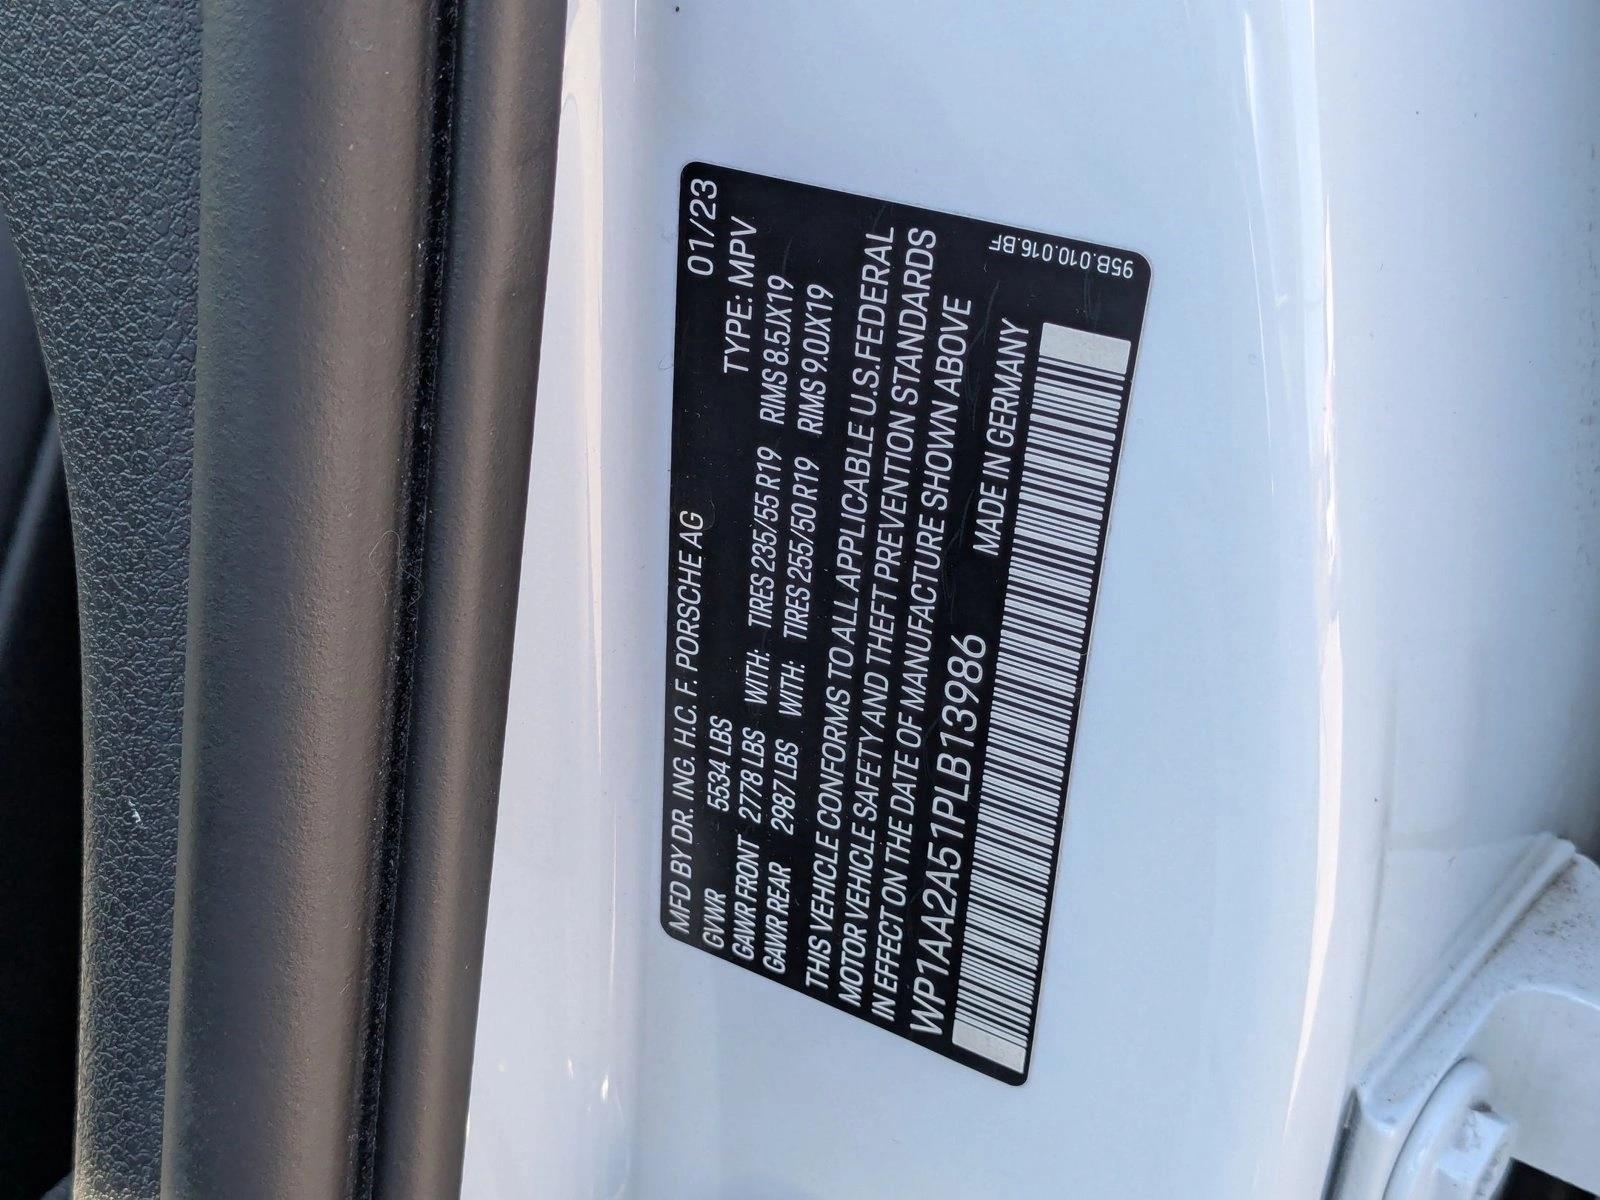 MFD BY DR. ING. H.C. F. PORSCHE AG 01/23
GVWR 5534 LBS TYPE: MPV
GAWR FRONT 2778 LBS WITH: TIRES 235/55 R19 RIMS 8.5JX19
GAWR REAR 2987 LBS WITH: TIRES 255/50 R19 RIMS 9.0JX19
THIS VEHICLE CONFORMS TO ALL APPLICABLE U.S. FEDERAL
MOTOR VEHICLE SAFETY AND THEFT PREVENTION STANDARDS
IN EFFECT ON THE DATE OF MANUFACTURE SHOWN ABOVE
WP1AA2A51PLB13986 MADE IN GERMANY
95B.010.016.BF